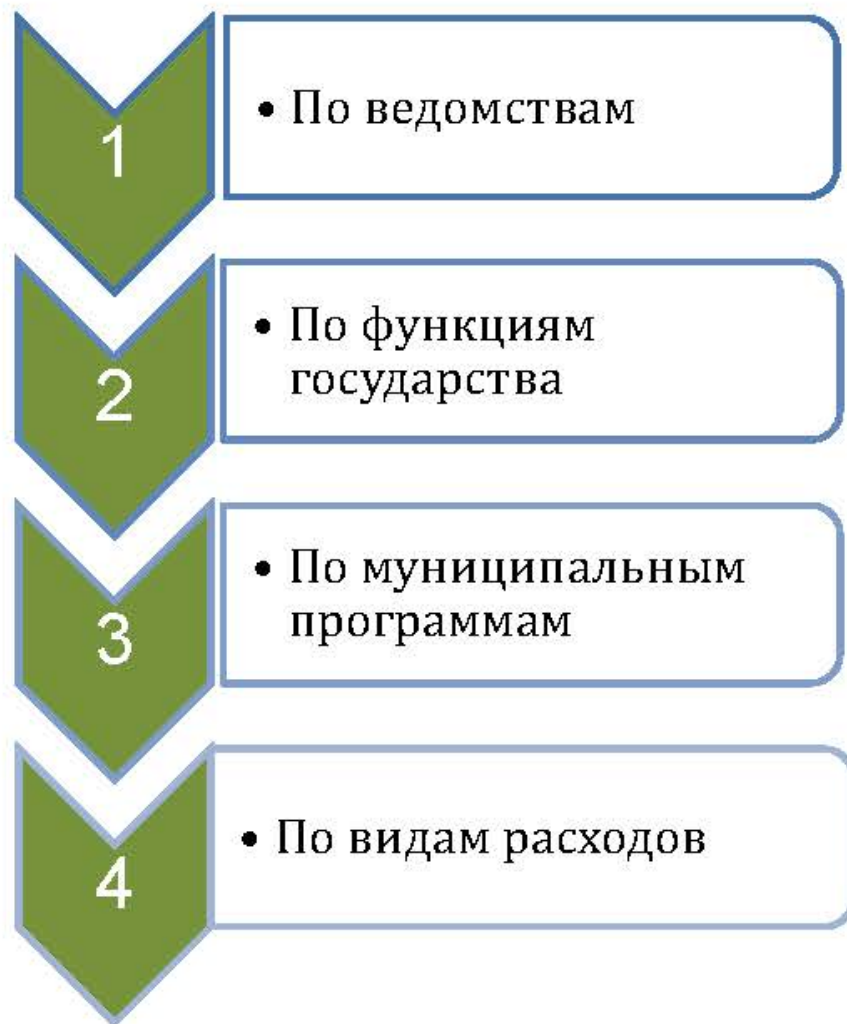 1
• По ведомствам
2
• По функциям
государства
3
• По муниципальным
программам
4
• По видам расходов